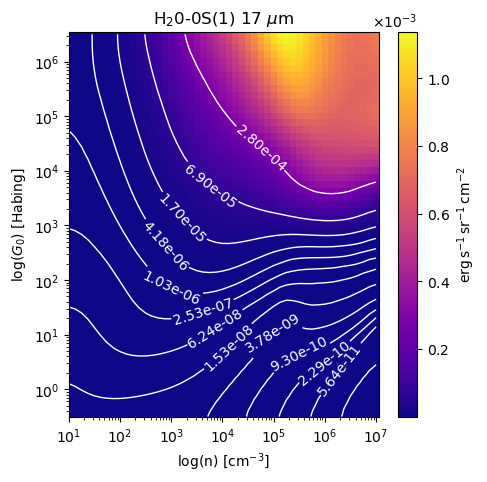 H₂0-0S(1) 17 μm
×10⁻³
log(G₀) [Habing]
10⁶
10⁵
10⁴
10³
10²
10¹
10⁰
2.80e-04
6.90e-05
1.70e-05
4.18e-06
1.03e-06
2.53e-07
6.24e-08
1.53e-08
3.78e-09
9.30e-10
2.29e-10
5.64e-11
10¹ 10² 10³ 10⁴ 10⁵ 10⁶ 10⁷
log(n) [cm⁻³]
1.0
0.8
0.6
0.4
0.2
erg s⁻¹ sr⁻¹ cm⁻²